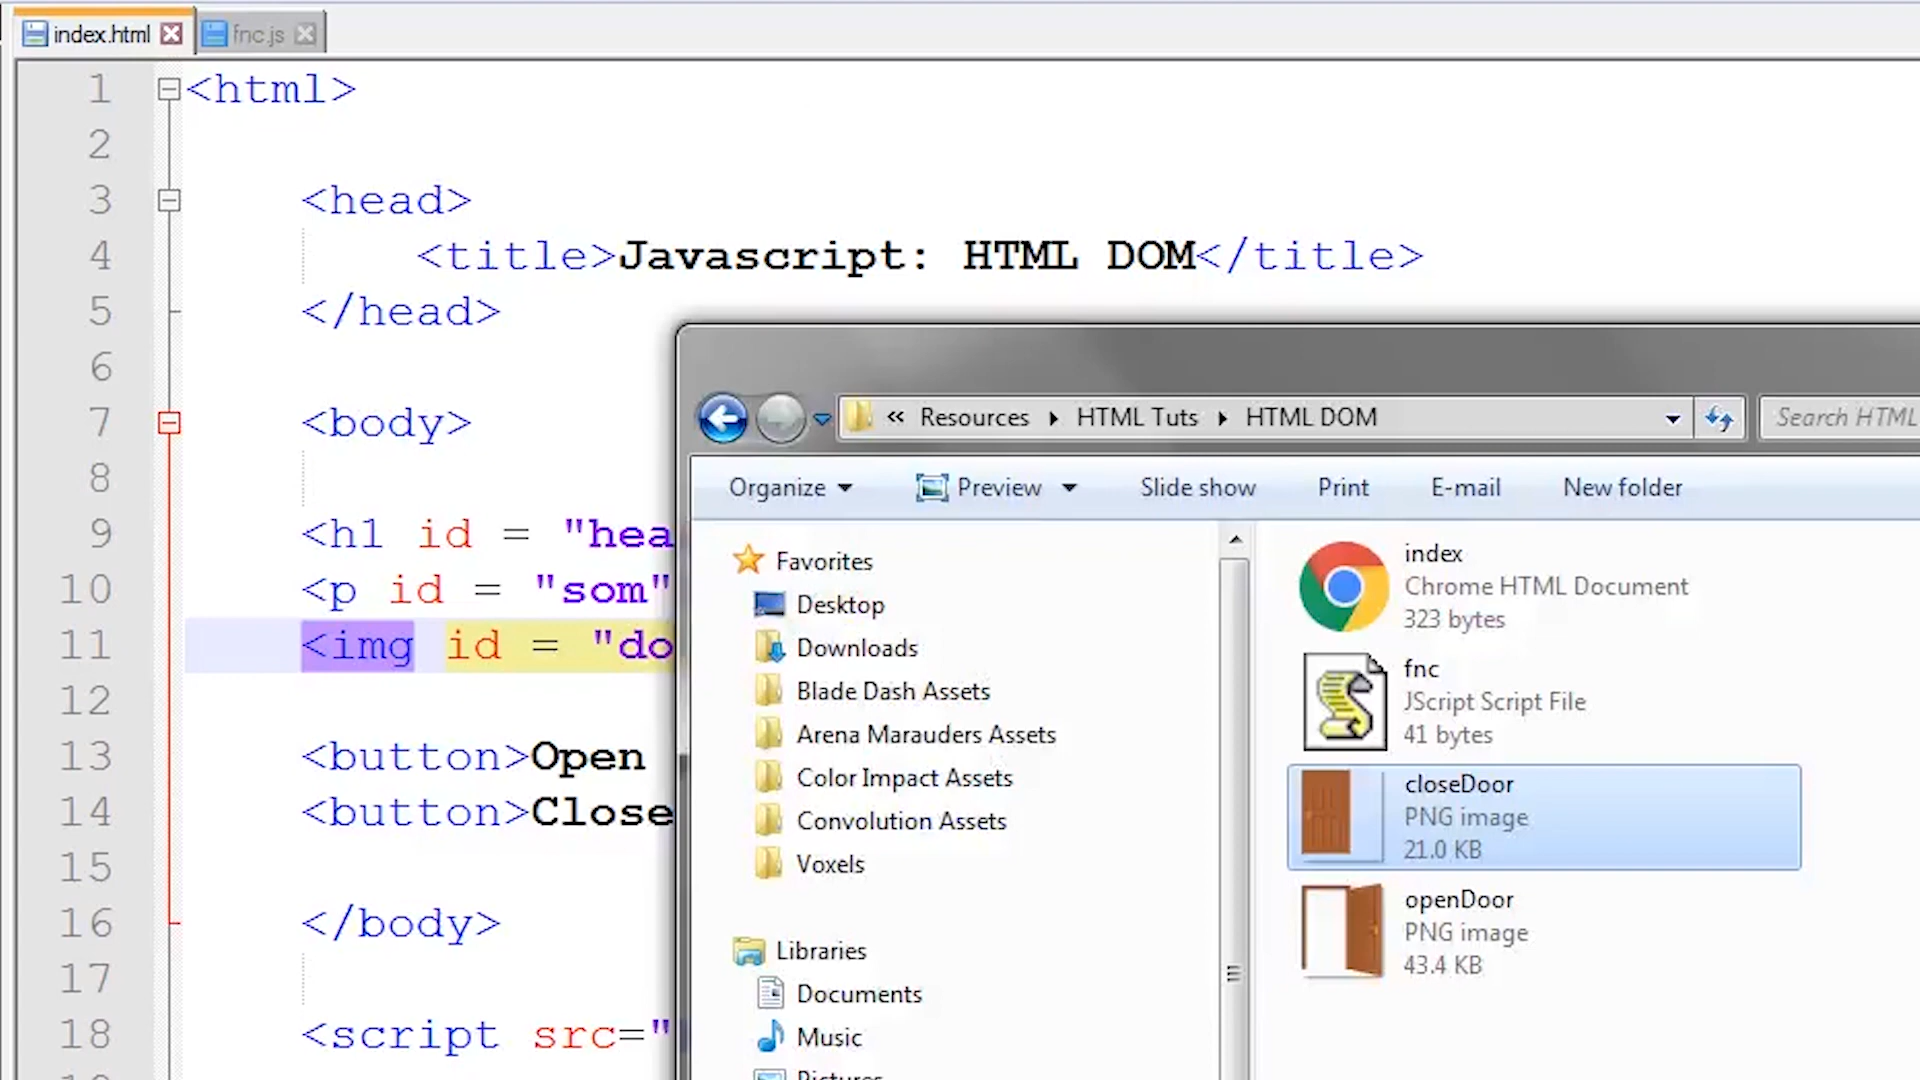 index.html
fnc.js
1 <html>
2
3 <head>
4 <title>Javascript: HTML DOM</title>
5 </head>
6
7 <body>
8
9 <h1 id = "hea
10 <p id = "som"
11 <img id = "do
12
13 <button>Open
14 <button>Close
15
16 </body>
17
18 <script src="
« Resources ▸ HTML Tuts ▸ HTML DOM
Search HTML
Organize Preview Slide show Print E-mail New folder
Favorites
Desktop
Downloads
Blade Dash Assets
Arena Marauders Assets
Color Impact Assets
Convolution Assets
Voxels
Libraries
Documents
Music
Pictures
index
Chrome HTML Document
323 bytes
fnc
JScript Script File
41 bytes
closeDoor
PNG image
21.0 KB
openDoor
PNG image
43.4 KB